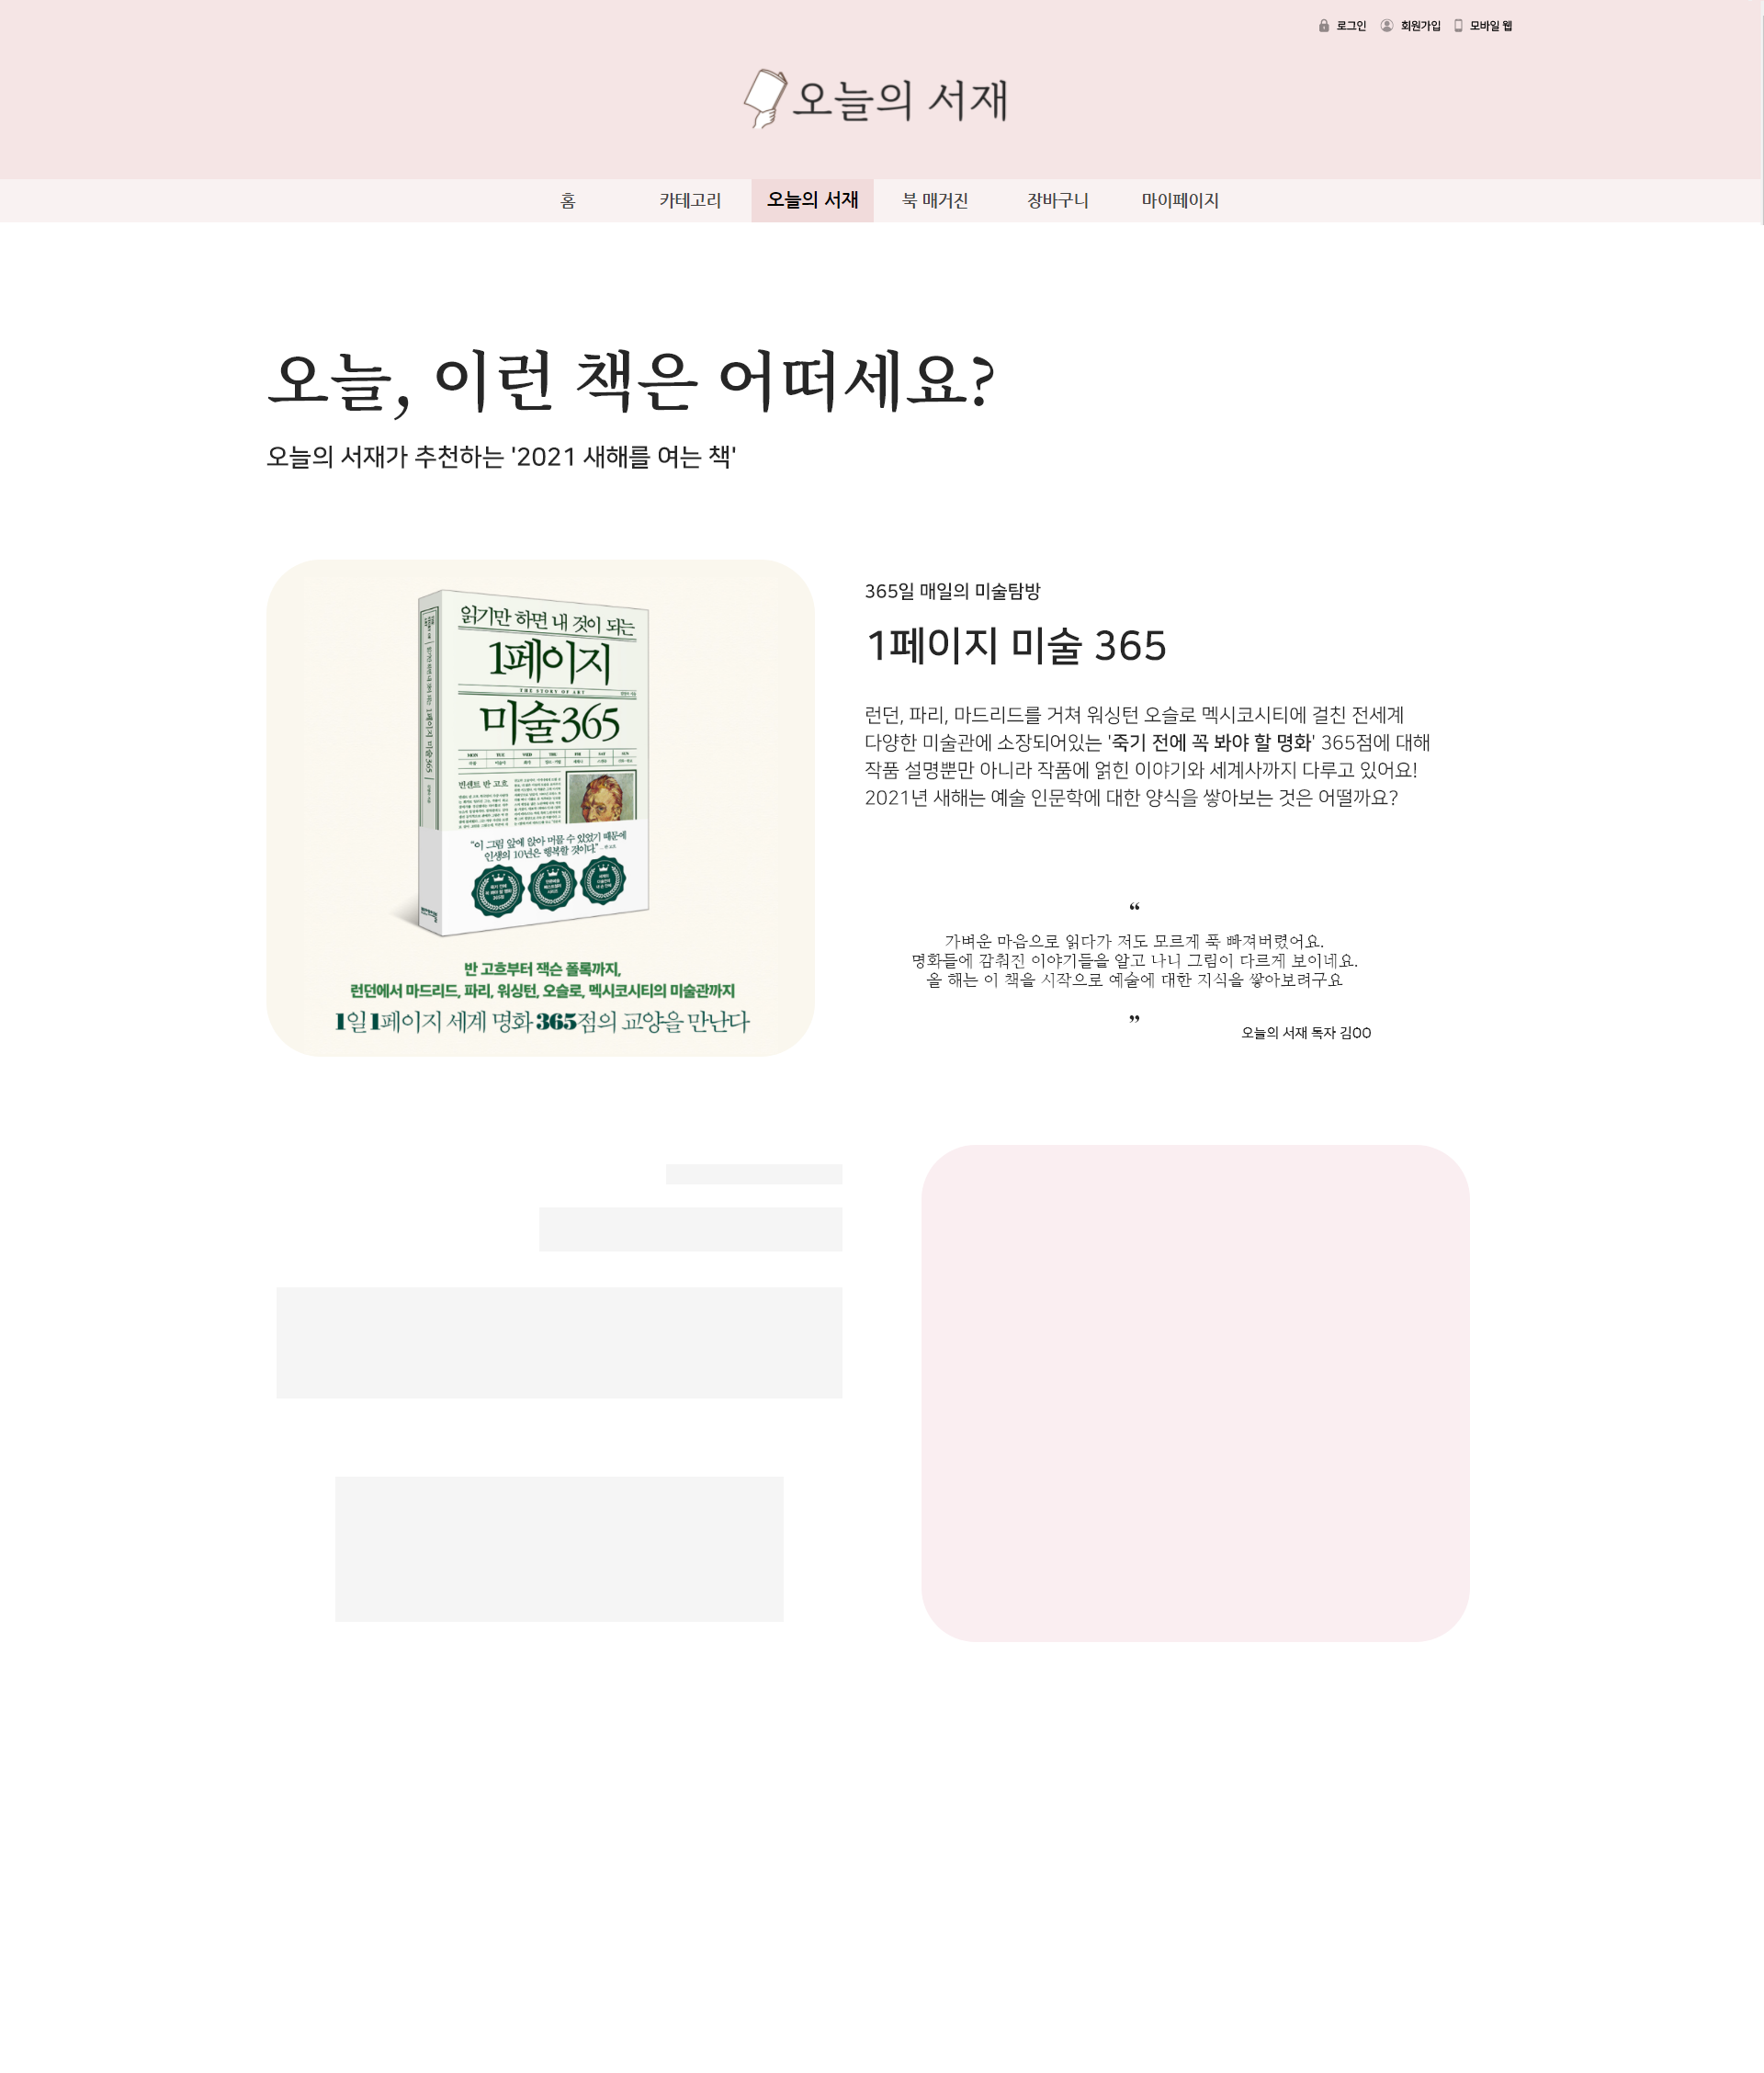 로그인
회원가입
모바일 웹
오늘의 서재
홈
카테고리
오늘의 서재
북 매거진
장바구니
마이페이지
오늘, 이런 책은 어떠세요?
오늘의 서재가 추천하는 '2021 새해를 여는 책'
읽기만 하면 내 것이 되는
1페이지
THE STORY OF ART
미술365
MON TUE WED THU FRI SAT SUN
빈센트 반 고흐
"이 그림 앞에 앉아 머물 수 있었기 때문에
인생의 10년은 행복할 것이다."
1페이지 미술365
반 고흐부터 잭슨 폴록까지,
런던에서 마드리드, 파리, 워싱턴, 오슬로, 멕시코시티의 미술관까지
1일 1페이지 세계 명화 365점의 교양을 만난다
365일 매일의 미술탐방
1페이지 미술 365
런던, 파리, 마드리드를 거쳐 워싱턴 오슬로 멕시코시티에 걸친 전세계
다양한 미술관에 소장되어있는 '죽기 전에 꼭 봐야 할 명화' 365점에 대해
작품 설명뿐만 아니라 작품에 얽힌 이야기와 세계사까지 다루고 있어요!
2021년 새해는 예술 인문학에 대한 양식을 쌓아보는 것은 어떨까요?
“
가벼운 마음으로 읽다가 저도 모르게 푹 빠져버렸어요.
명화들에 감춰진 이야기들을 알고 나니 그림이 다르게 보이네요.
올 해는 이 책을 시작으로 예술에 대한 지식을 쌓아보려구요
”
오늘의 서재 독자 김OO